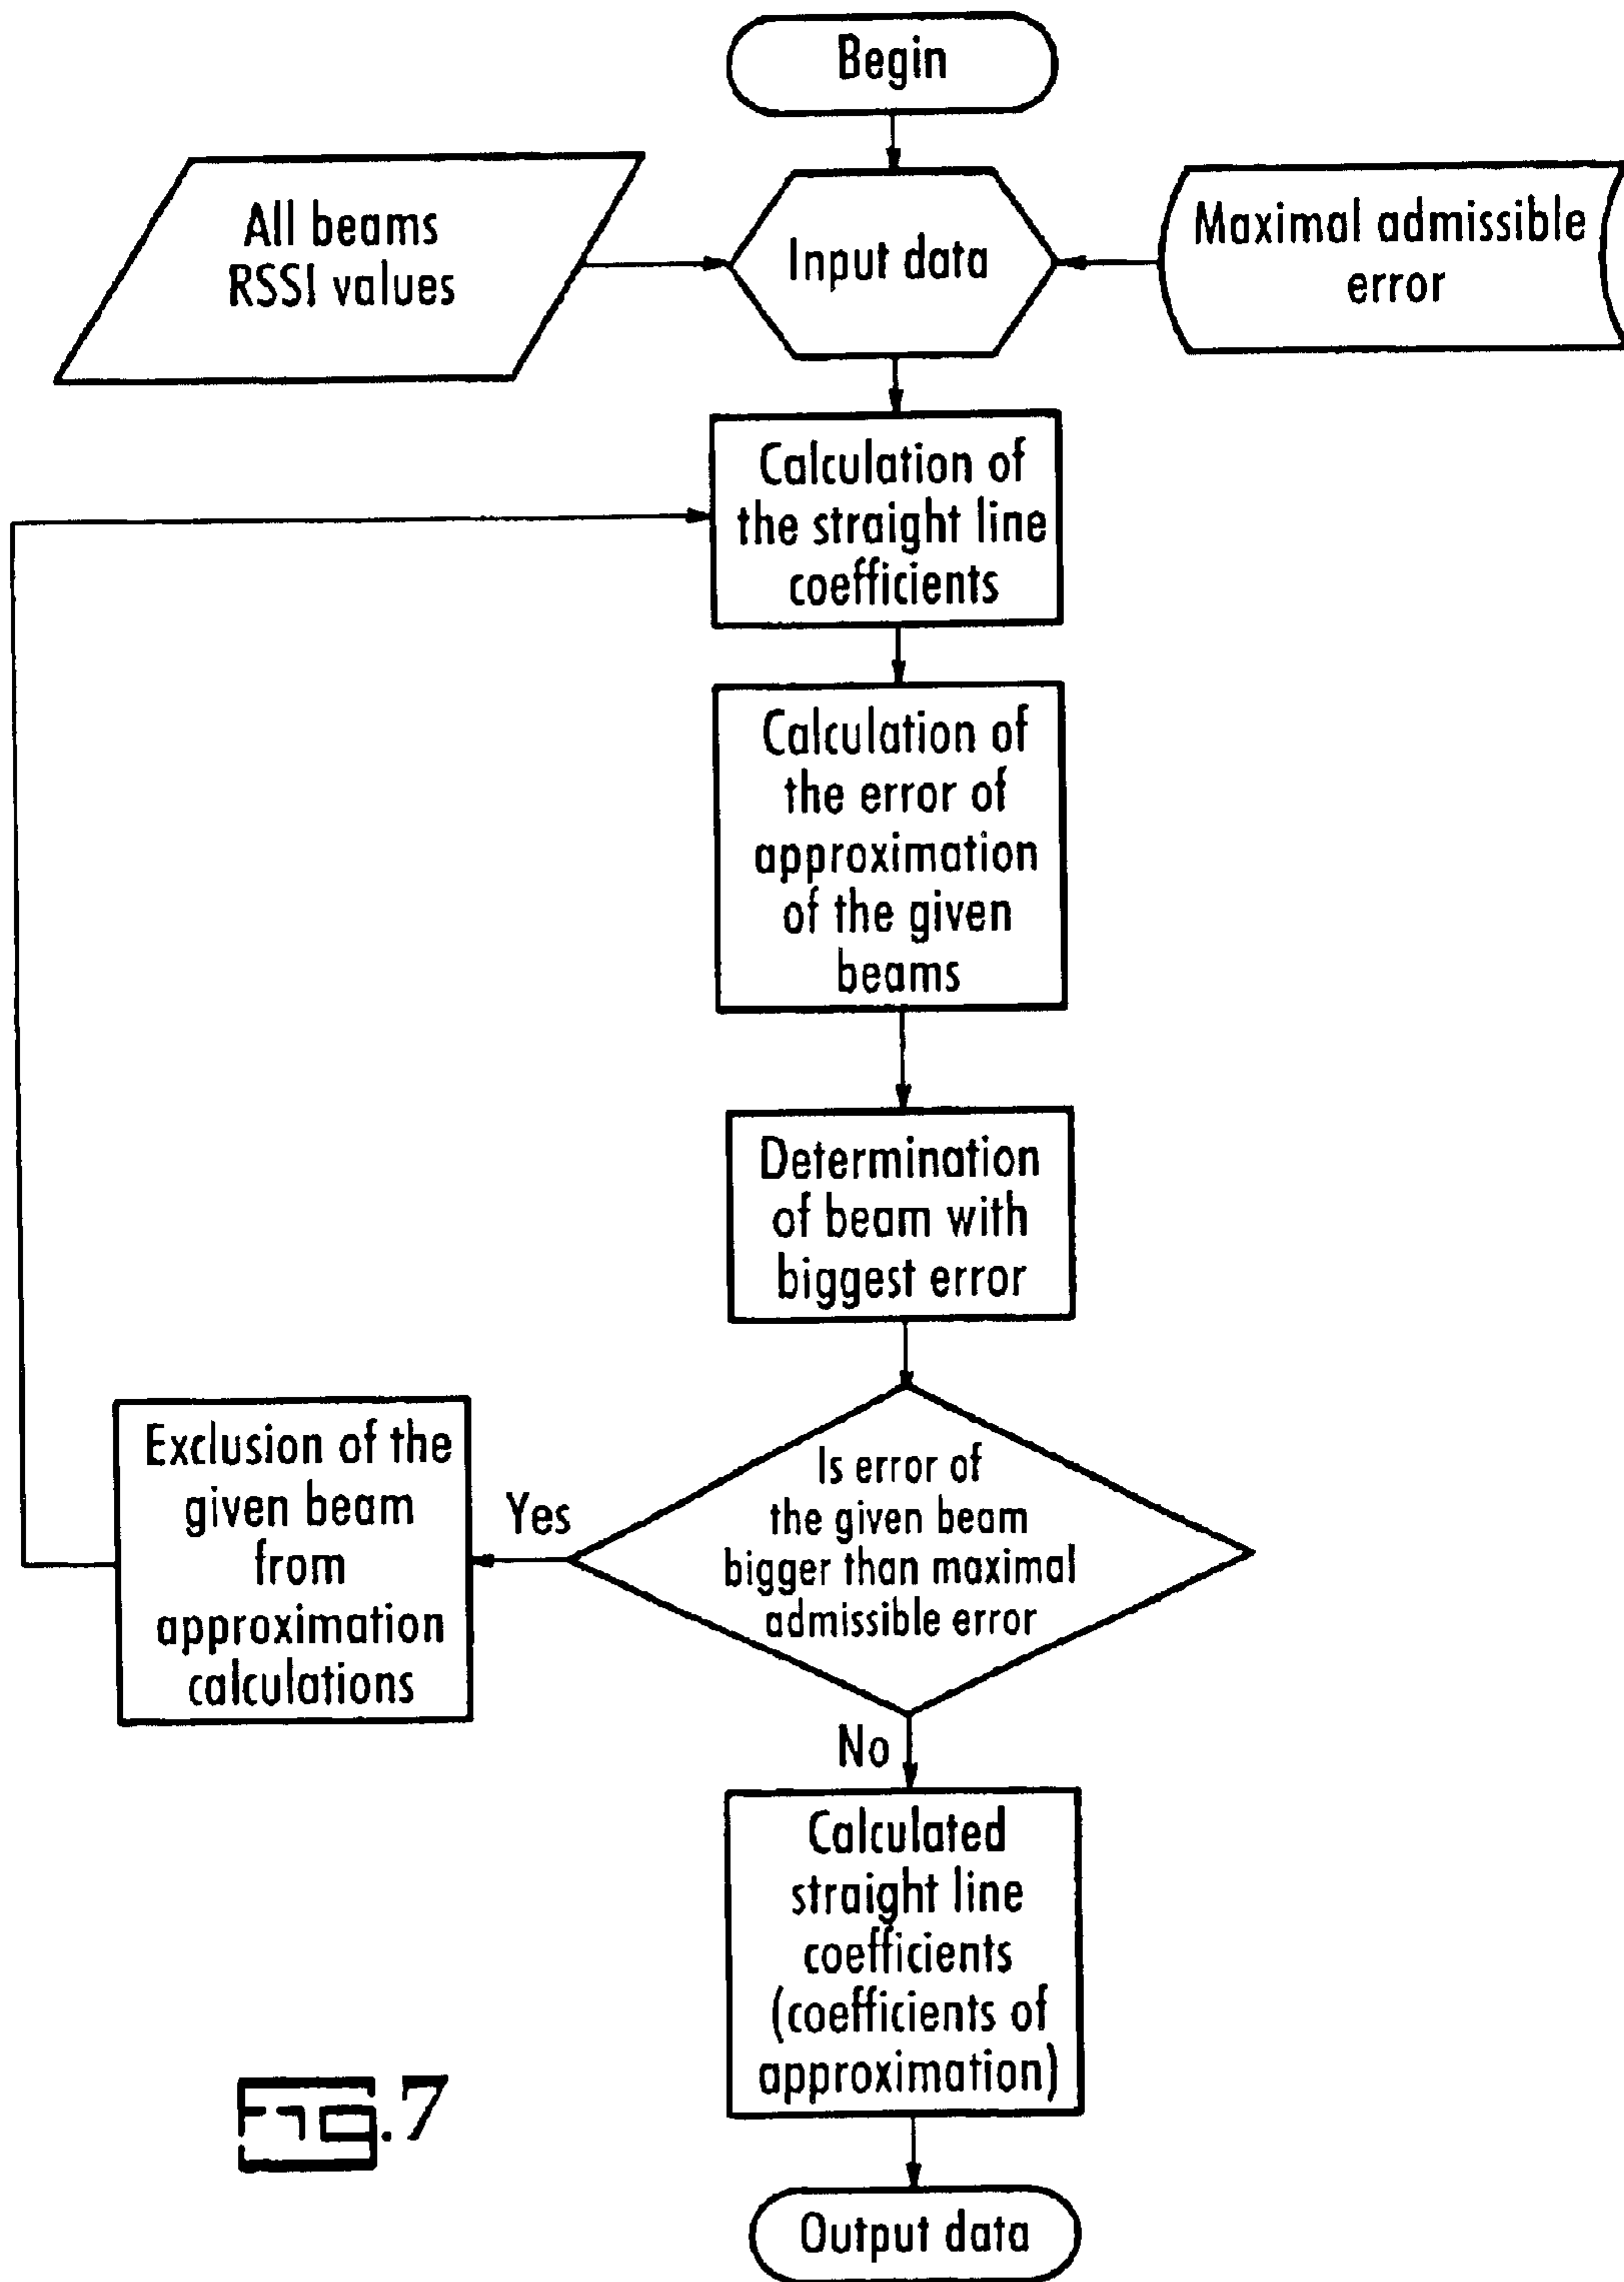 Begin
All beams
RSSI values
Input data
Maximal admissible
error
Calculation of
the straight line
coefficients
Calculation of
the error of
approximation
of the given
beams
Determination
of beam with
biggest error
Is error of
the given beam
bigger than maximal
admissible error
Yes
Exclusion of the
given beam
from
approximation
calculations
No
Calculated
straight line
coefficients
(coefficients of
approximation)
Output data
Fig.7